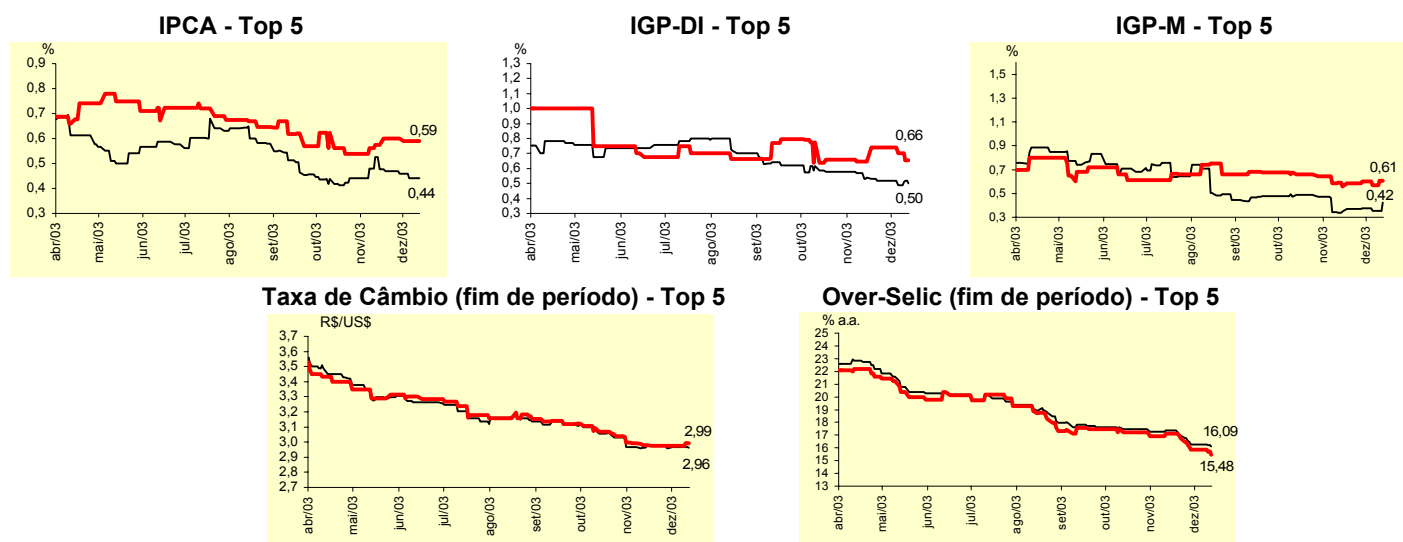 IPCA - Top 5
%
0,9
0,8
0,7
0,6
0,5
0,4
0,3
0,59
0,44
abr/03
mai/03
jun/03
jul/03
ago/03
set/03
out/03
nov/03
dez/03
IGP-DI - Top 5
%
1,3
1,2
1,1
1,0
0,9
0,8
0,7
0,6
0,5
0,4
0,3
0,66
0,50
abr/03
mai/03
jun/03
jul/03
ago/03
set/03
out/03
nov/03
dez/03
IGP-M - Top 5
%
1,5
1,3
1,1
0,9
0,7
0,5
0,3
0,61
0,42
abr/03
mai/03
jun/03
jul/03
ago/03
set/03
out/03
nov/03
dez/03
Taxa de Câmbio (fim de período) - Top 5
R$/US$
3,7
3,6
3,5
3,4
3,3
3,2
3,1
3,0
2,9
2,8
2,7
2,99
2,96
abr/03
mai/03
jun/03
jul/03
ago/03
set/03
out/03
nov/03
dez/03
Over-Selic (fim de período) - Top 5
% a.a.
25
24
23
22
21
20
19
18
17
16
15
14
13
16,09
15,48
abr/03
mai/03
jun/03
jul/03
ago/03
set/03
out/03
nov/03
dez/03